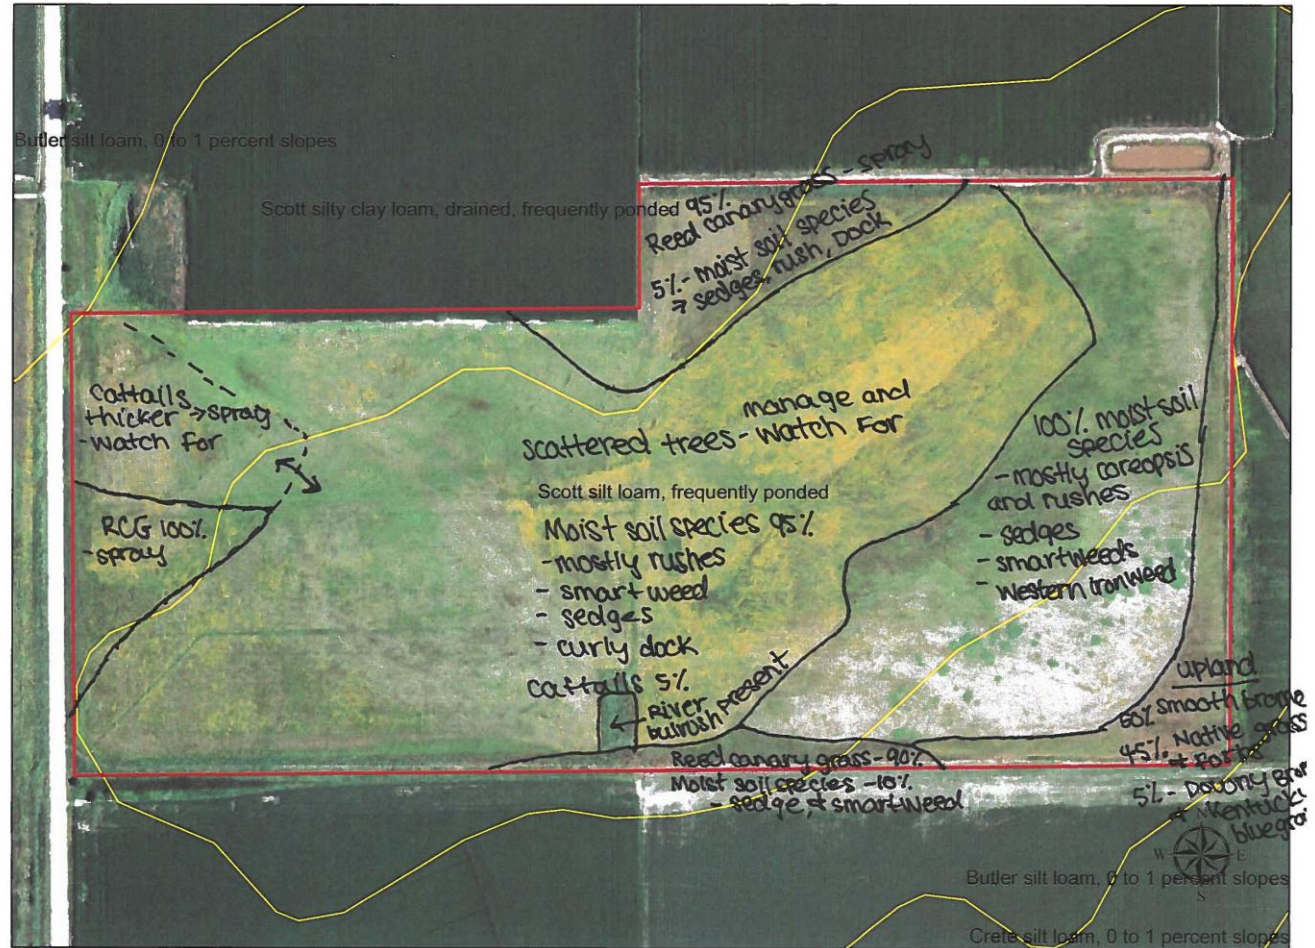 Butler silt loam, 0 to 1 percent slopes
Scott silty clay loam, drained, frequently ponded
95%
Reed canary grass - spray
5% - moist soil species
→ sedges, rush, Dock
Cattails
thicker → spray
- watch for
RCG 100%
- spray
manage and
scattered trees - watch for
Scott silt loam, frequently ponded
Moist soil species 95%
- mostly rushes
- smart weed
- sedges
- curly dock
cattails 5%
← River
bulrush present
100% moist soil
species
- mostly coreopsis
and rushes
- sedges
- smartweeds
- Western ironweed
upland
smooth brome
45% Native grass
5% - Downy
Kentucky
Reed canary grass - 90%
Moist soil species - 10%
- sedge, + smartweed
N
W E
S
Butler silt loam, 0 to 1 percent slopes
Crete silt loam, 0 to 1 percent slopes